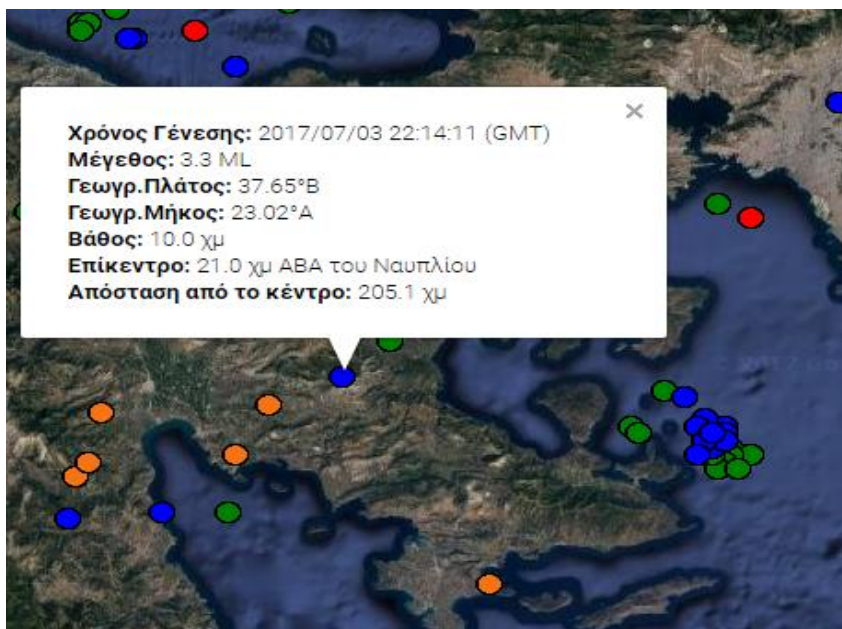 Χρόνος Γένεσης: 2017/07/03 22:14:11 (GMT)
Μέγεθος: 3.3 ML
Γεωγρ.Πλάτος: 37.65°Β
Γεωγρ.Μήκος: 23.02°Α
Βάθος: 10.0 χμ
Επίκεντρο: 21.0 χμ ΑΒΑ του Ναυπλίου
Απόσταση από το κέντρο: 205.1 χμ